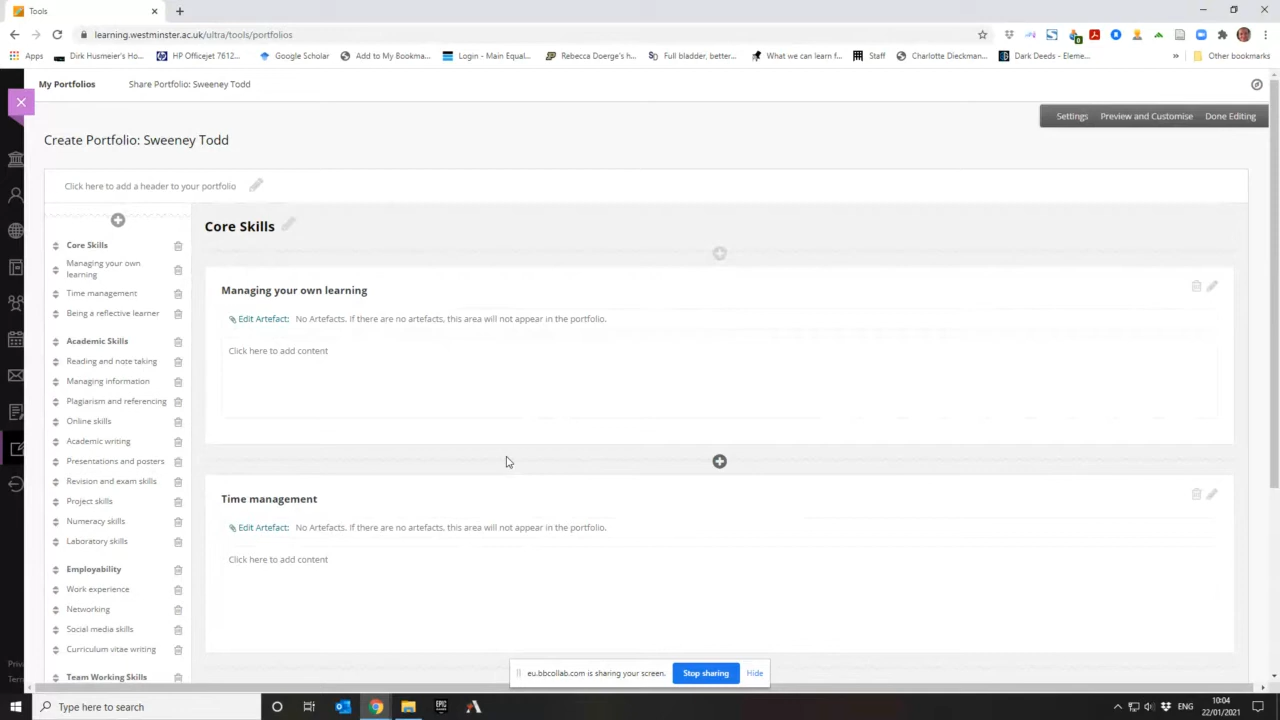 Tools
learning.westminster.ac.uk/ultra/tools/portfolios
Apps
Dirk Husmeier's Ho...
HP Officejet 7612...
Google Scholar
Add to My Bookma...
Login - Main Equal...
Rebecca Doerge's h...
Full bladder, better...
What we can learn f...
Staff
Charlotte Dieckman...
Dark Deeds - Eleme...
»
Other bookmarks
My Portfolios
Share Portfolio: Sweeney Todd
Settings
Preview and Customise
Done Editing
Create Portfolio: Sweeney Todd
Click here to add a header to your portfolio
Core Skills
Managing your own
learning
Time management
Being a reflective learner
Academic Skills
Reading and note taking
Managing information
Plagiarism and referencing
Online skills
Academic writing
Presentations and posters
Revision and exam skills
Project skills
Numeracy skills
Laboratory skills
Employability
Work experience
Networking
Social media skills
Curriculum vitae writing
Team Working Skills
Core Skills
Managing your own learning
Edit Artefact: No Artefacts. If there are no artefacts, this area will not appear in the portfolio.
Click here to add content
Time management
Edit Artefact: No Artefacts. If there are no artefacts, this area will not appear in the portfolio.
Click here to add content
Priva
Term
eu.bbcollab.com is sharing your screen.
Stop sharing
Hide
Type here to search
EPIC
ENG
10:04
22/01/2021